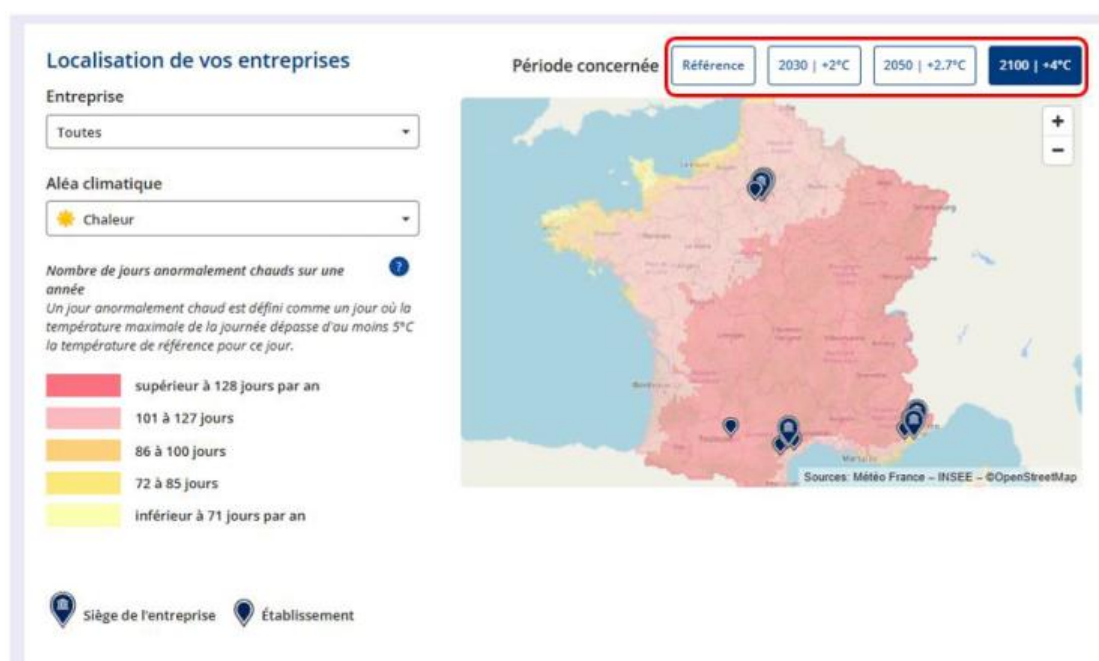 Localisation de vos entreprises
Période concernée
Référence
2030 | +2°C
2050 | +2.7°C
2100 | +4°C
Entreprise
Toutes
Aléa climatique
Chaleur
Nombre de jours anormalement chauds sur une
année
?
Un jour anormalement chaud est défini comme un jour où la
température maximale de la journée dépasse d'au moins 5°C
la température de référence pour ce jour.
supérieur à 128 jours par an
101 à 127 jours
86 à 100 jours
72 à 85 jours
inférieur à 71 jours par an
+
−
Strasbourg
Limoges
Toulouse
Sources: Météo France – INSEE – ©OpenStreetMap
Siège de l'entreprise
Établissement